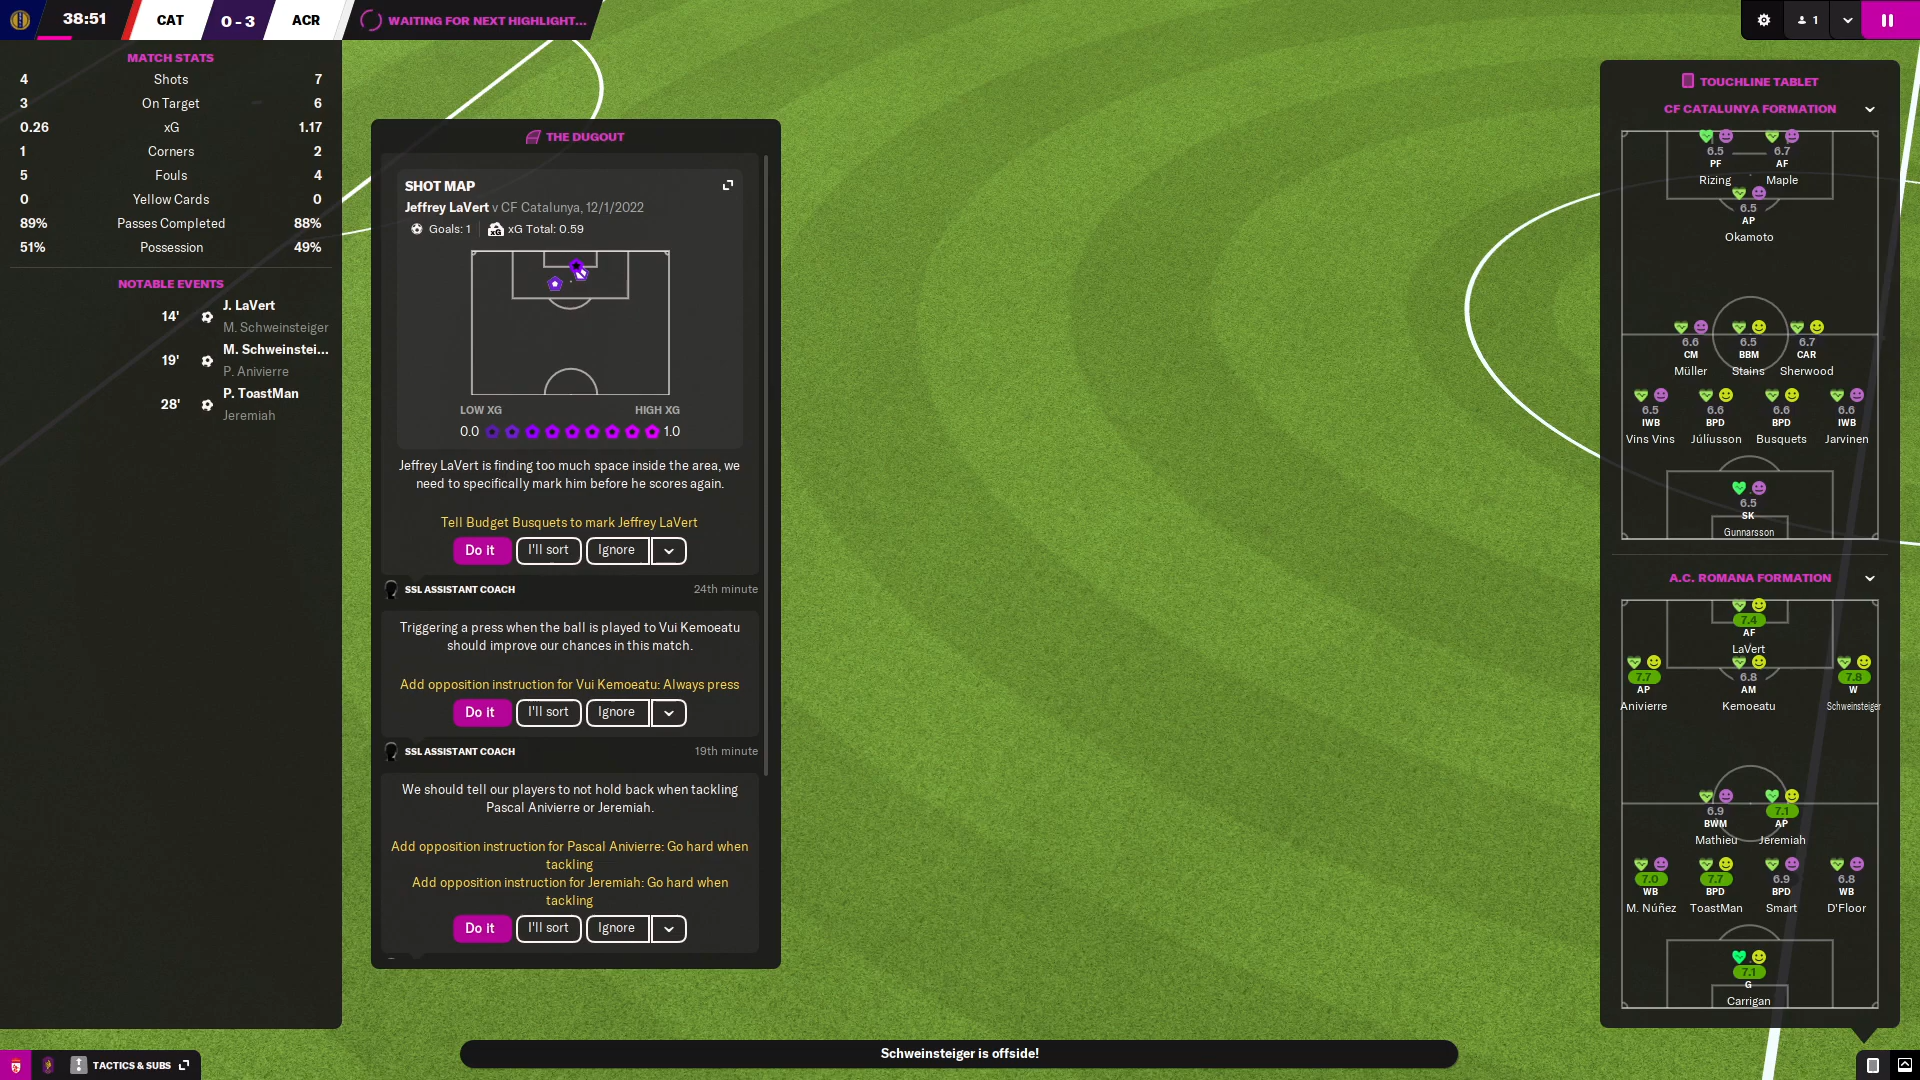 38:51
CAT
0 - 3
ACR
WAITING FOR NEXT HIGHLIGHT...
1
MATCH STATS
4 Shots 7
3 On Target 6
0.26 xG 1.17
1 Corners 2
5 Fouls 4
0 Yellow Cards 0
89% Passes Completed 88%
51% Possession 49%
NOTABLE EVENTS
14' J. LaVert
M. Schweinsteiger
19' M. Schweinstei...
P. Anivierre
28' P. ToastMan
Jeremiah
THE DUGOUT
SHOT MAP
Jeffrey LaVert v CF Catalunya, 12/1/2022
Goals: 1 xG xG Total: 0.59
LOW XG HIGH XG
0.0 1.0
Jeffrey LaVert is finding too much space inside the area, we
need to specifically mark him before he scores again.
Tell Budget Busquets to mark Jeffrey LaVert
Do it I'll sort Ignore
SSL ASSISTANT COACH 24th minute
Triggering a press when the ball is played to Vui Kemoeatu
should improve our chances in this match.
Add opposition instruction for Vui Kemoeatu: Always press
Do it I'll sort Ignore
SSL ASSISTANT COACH 19th minute
We should tell our players to not hold back when tackling
Pascal Anivierre or Jeremiah.
Add opposition instruction for Pascal Anivierre: Go hard when
tackling
Add opposition instruction for Jeremiah: Go hard when
tackling
Do it I'll sort Ignore
TOUCHLINE TABLET
CF CATALUNYA FORMATION
6.5 6.7
PF AF
Rizing Maple
6.5
AP
Okamoto
6.6 6.5 6.7
CM BBM CAR
Müller Stains Sherwood
6.5 6.6 6.6 6.6
IWB BPD BPD IWB
Vins Vins Júlíusson Busquets Jarvinen
6.5
SK
Gunnarsson
A.C. ROMANA FORMATION
7.4
AF
LaVert
7.7 6.8 7.8
AP AM W
Anivierre Kemoeatu Schweinsteiger
6.9 7.1
BWM AP
Mathieu Jeremiah
7.0 7.7 6.9 6.8
WB BPD BPD WB
M. Núñez ToastMan Smart D'Floor
7.1
G
Carrigan
TACTICS & SUBS
Schweinsteiger is offside!